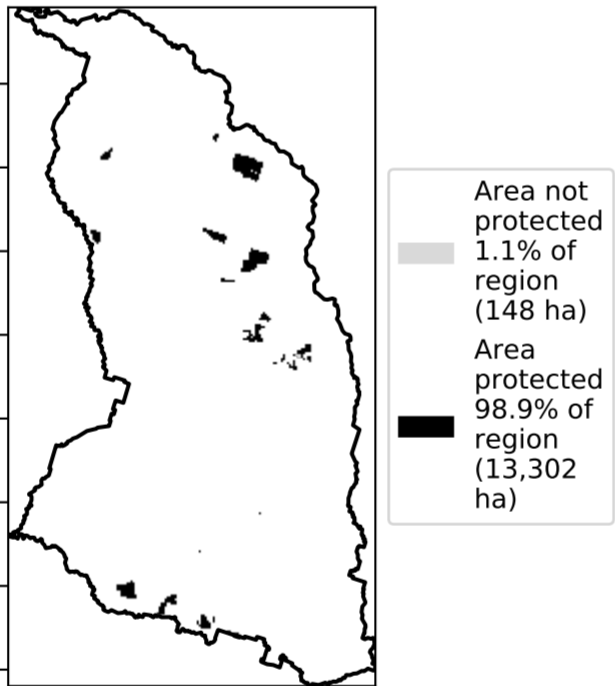 Area not
protected
1.1% of
region
(148 ha)
Area
protected
98.9% of
region
(13,302
ha)